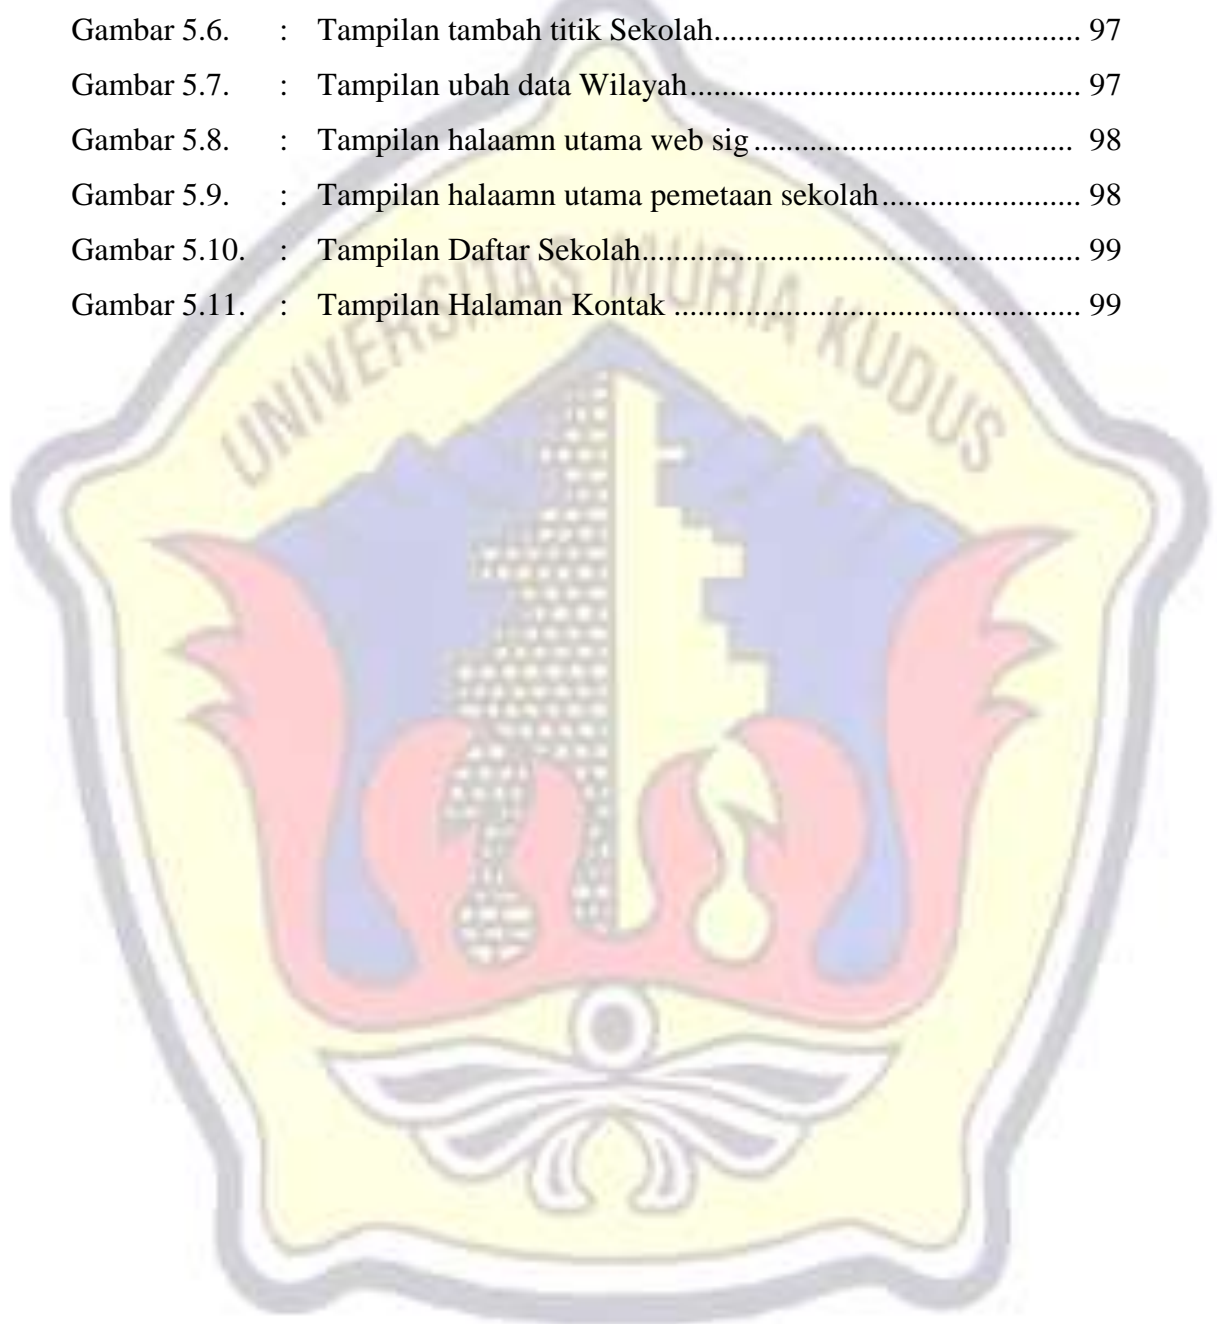 Gambar 5.6. : Tampilan tambah titik Sekolah............................................ 97
Gambar 5.7. : Tampilan ubah data Wilayah............................................... 97
Gambar 5.8. : Tampilan halaamn utama web sig ....................................... 98
Gambar 5.9. : Tampilan halaamn utama pemetaan sekolah........................ 98
Gambar 5.10. : Tampilan Daftar Sekolah..................................................... 99
Gambar 5.11. : Tampilan Halaman Kontak ................................................. 99
UNIVERSITAS MURIA KUDUS